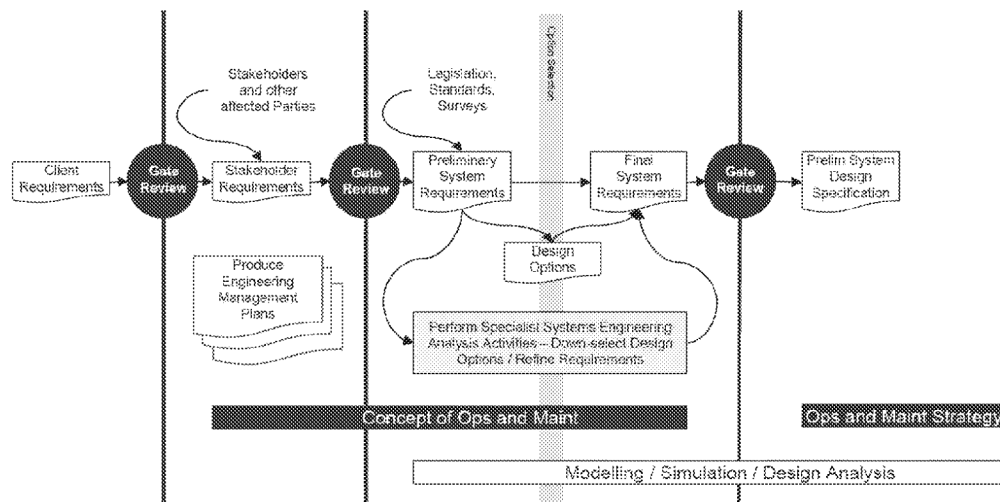 Option Selection
Stakeholders
and other
affected Parties
Legislation,
Standards,
Surveys
Client
Requirements
Gate
Review
Stakeholder
Requirements
Gate
Review
Preliminary
System
Requirements
Final
System
Requirements
Gate
Review
Prelim System
Design
Specification
Design
Options
Produce
Engineering
Management
Plans
Perform Specialist Systems Engineering
Analysis Activities – Down-select Design
Options / Refine Requirements
Concept of Ops and Maint
Ops and Maint Strategy
Modelling / Simulation / Design Analysis